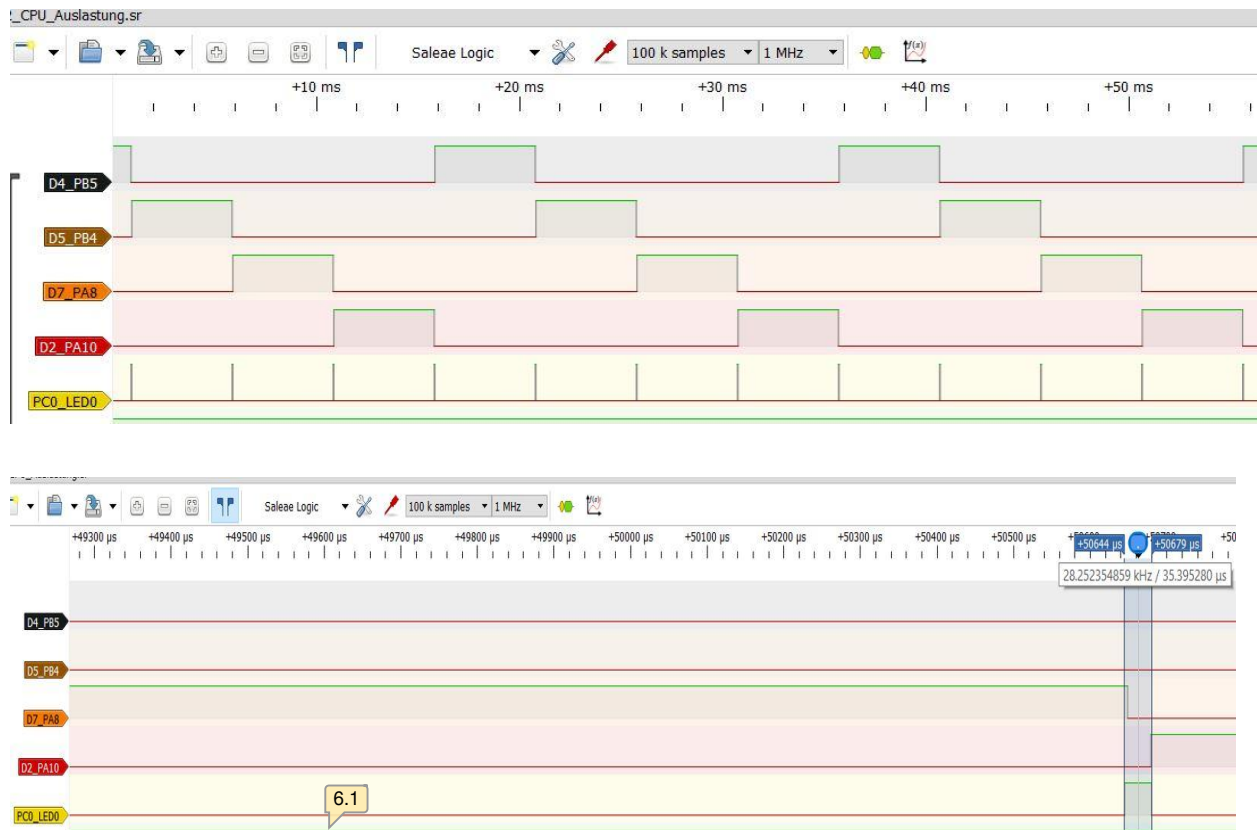 2_CPU_Auslastung.sr
Saleae Logic 100 k samples 1 MHz f(x)
+10 ms +20 ms +30 ms +40 ms +50 ms
D4_PB5
D5_PB4
D7_PA8
D2_PA10
PC0_LED0
Saleae Logic 100 k samples 1 MHz f(x)
+49300 µs +49400 µs +49500 µs +49600 µs +49700 µs +49800 µs +49900 µs +50000 µs +50100 µs +50200 µs +50300 µs +50400 µs +50500 µs
+50644 µs +50679 µs
28.252354859 kHz / 35.395280 µs
D4_PB5
D5_PB4
D7_PA8
D2_PA10
6.1
PC0_LED0